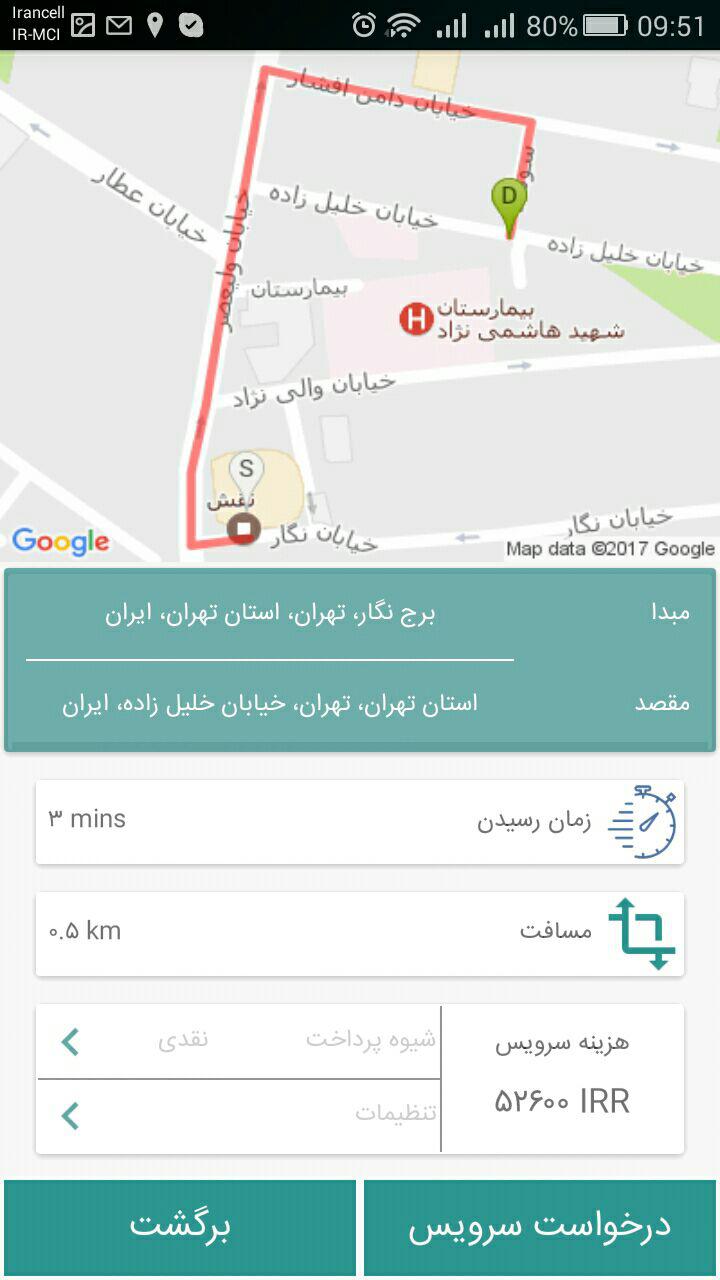 Irancell
IR-MCI
80%
09:51
خیابان دامن افشار
خیابان عطار
خیابان ولیعصر
خیابان خلیل زاده
D
خیابان خلیل زاده
بیمارستان
H
بیمارستان
شهید هاشمی نژاد
خیابان والی نژاد
S
نقش
خیابان نگار
خیابان نگار
Google
Map data ©2017 Google
مبدا
برج نگار، تهران، استان تهران، ایران
مقصد
استان تهران، تهران، خیابان خلیل زاده، ایران
زمان رسیدن
۳ mins
مسافت
۰.۵ km
هزینه سرویس
۵۲۶۰۰ IRR
شیوه پرداخت
نقدی
تنظیمات
درخواست سرویس
برگشت